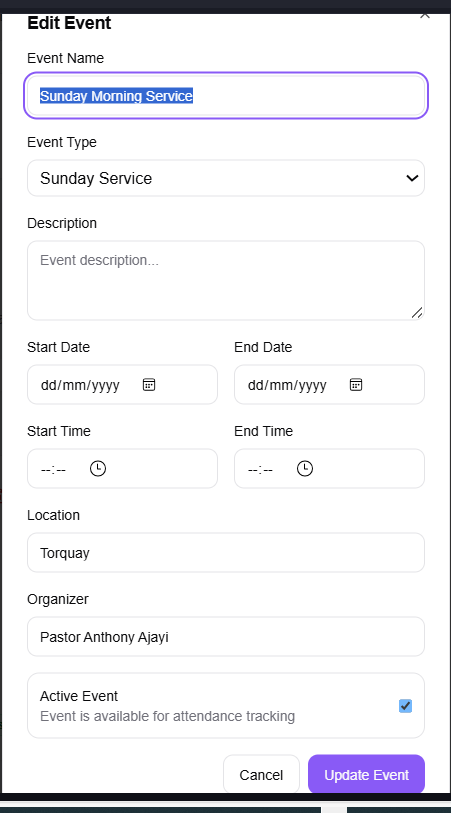 Edit Event
Event Name
Sunday Morning Service
Event Type
Sunday Service
Description
Event description...
Start Date End Date
dd/mm/yyyy dd/mm/yyyy
Start Time End Time
--:-- --:--
Location
Torquay
Organizer
Pastor Anthony Ajayi
Active Event
Event is available for attendance tracking
Cancel Update Event